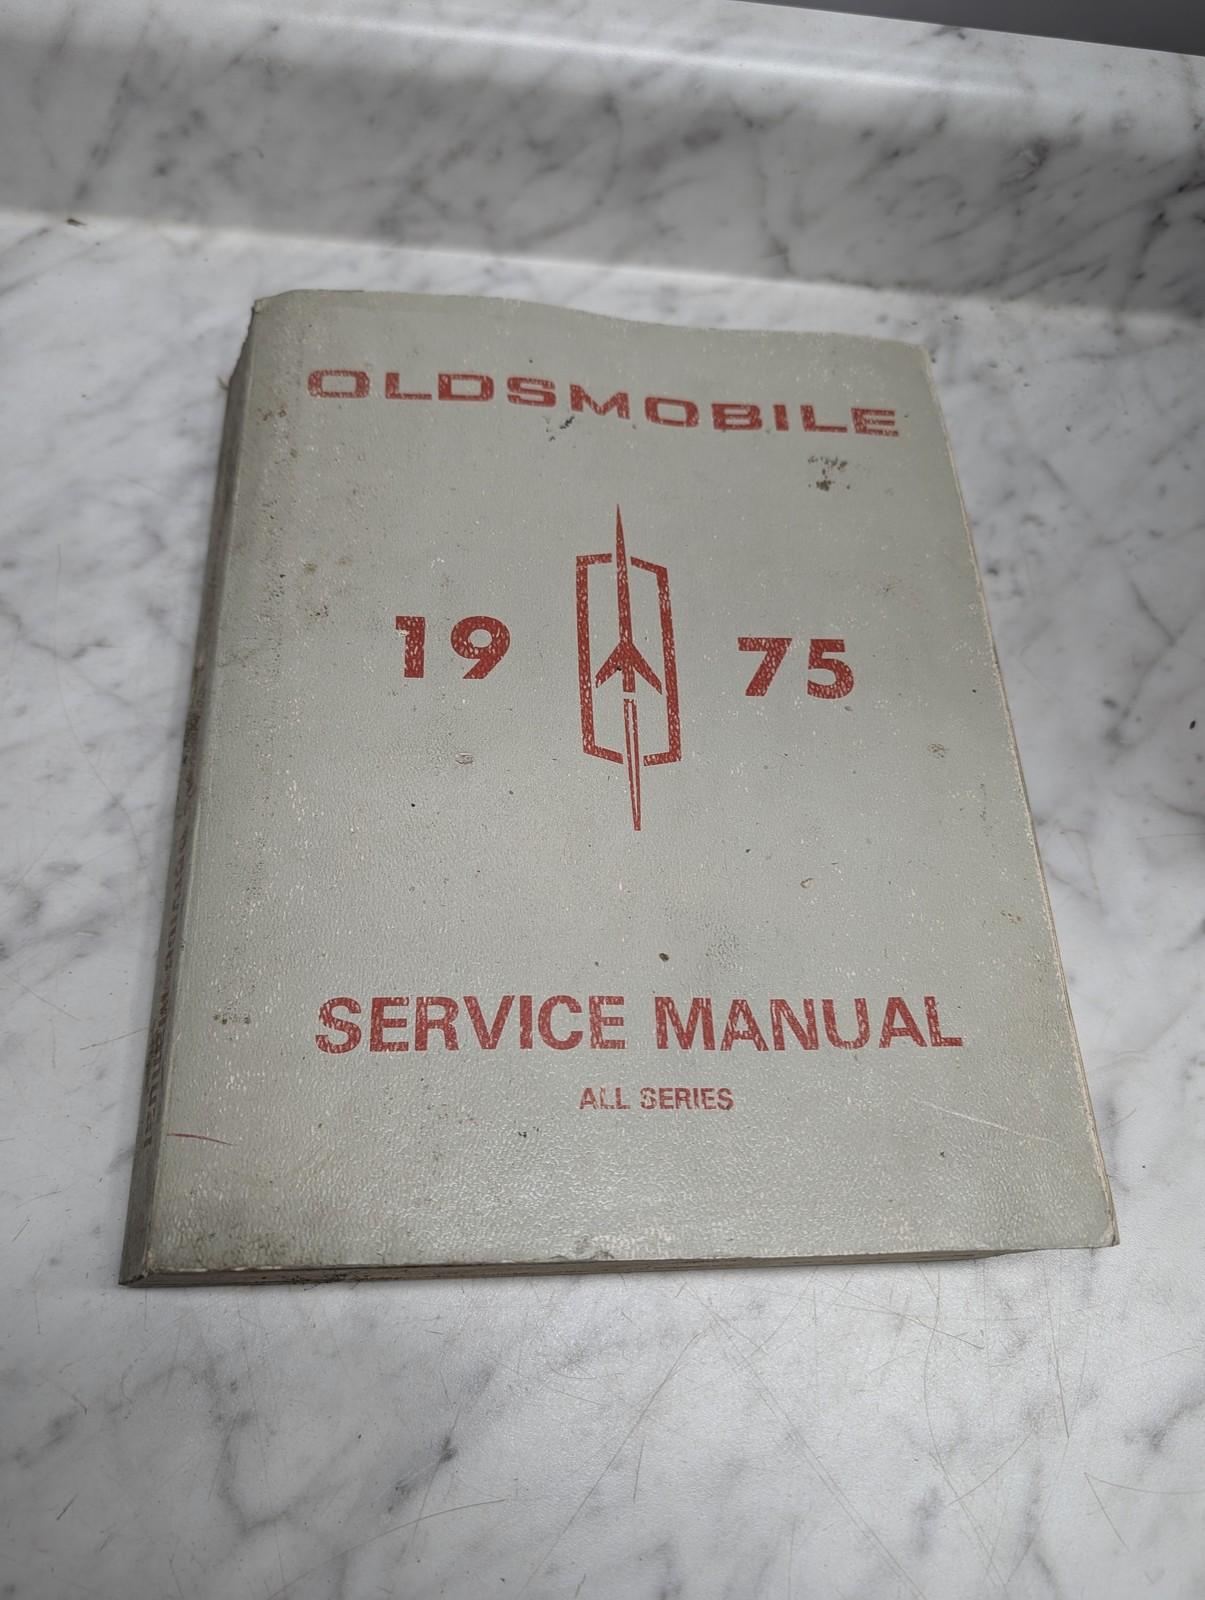 OLDSMOBILE
19 75
SERVICE MANUAL
ALL SERIES